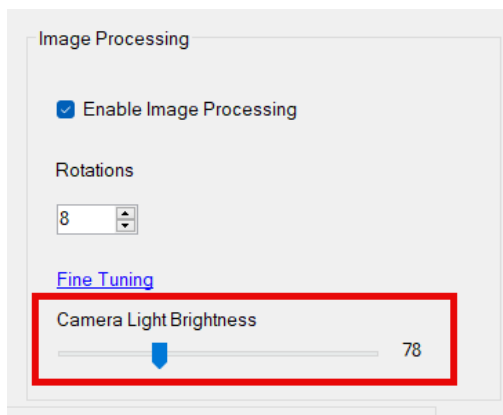 Image Processing
Enable Image Processing
Rotations
8
Fine Tuning
Camera Light Brightness
78